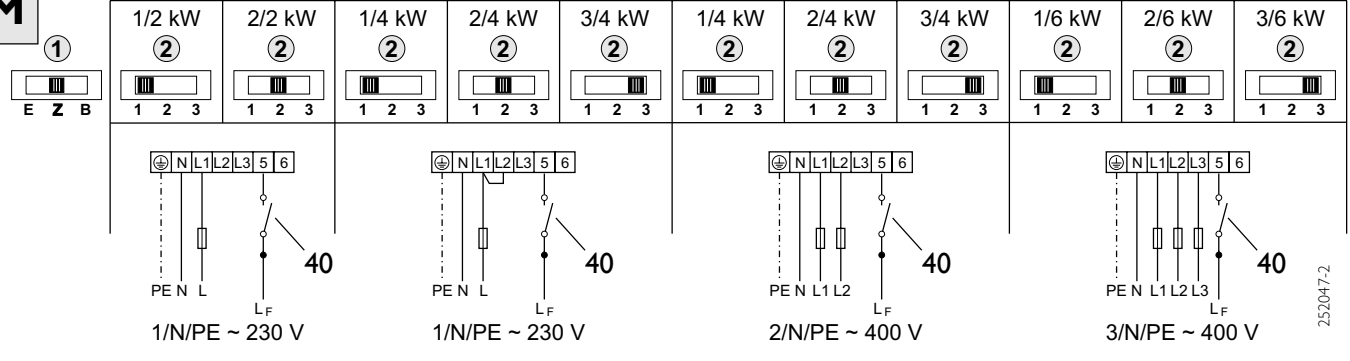 M
1/2 kW 2/2 kW 1/4 kW 2/4 kW 3/4 kW 1/4 kW 2/4 kW 3/4 kW 1/6 kW 2/6 kW 3/6 kW
1 2 2 2 2 2 2 2 2 2 2 2
E Z B 1 2 3 1 2 3 1 2 3 1 2 3 1 2 3 1 2 3 1 2 3 1 2 3 1 2 3 1 2 3 1 2 3
N L1 L2 L3 5 6 N L1 L2 L3 5 6 N L1 L2 L3 5 6 N L1 L2 L3 5 6
40 40 40 40
PE N L PE N L PE N L1 L2 PE N L1 L2 L3
LF LF LF LF
1/N/PE ~ 230 V 1/N/PE ~ 230 V 2/N/PE ~ 400 V 3/N/PE ~ 400 V
252047-2